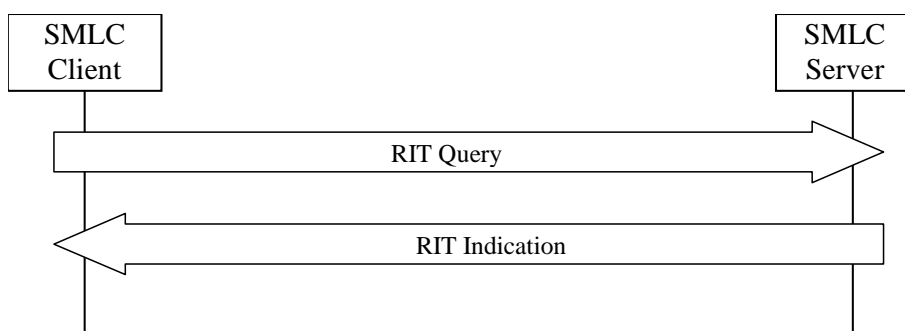 SMLC
Client
SMLC
Server
RIT Query
RIT Indication